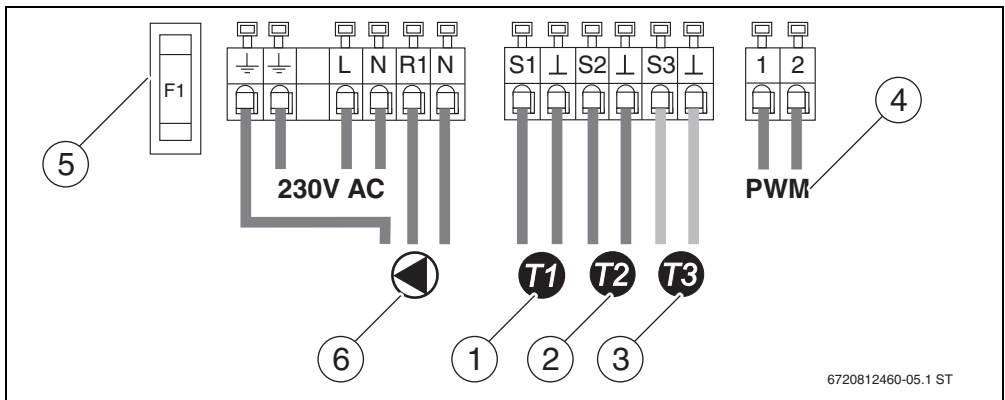 F1
⏚ ⏚ L N R1 N
S1 ⊥ S2 ⊥ S3 ⊥
1 2
4
5
230V AC
PWM
T1 T2 T3
6 1 2 3
6720812460-05.1 ST